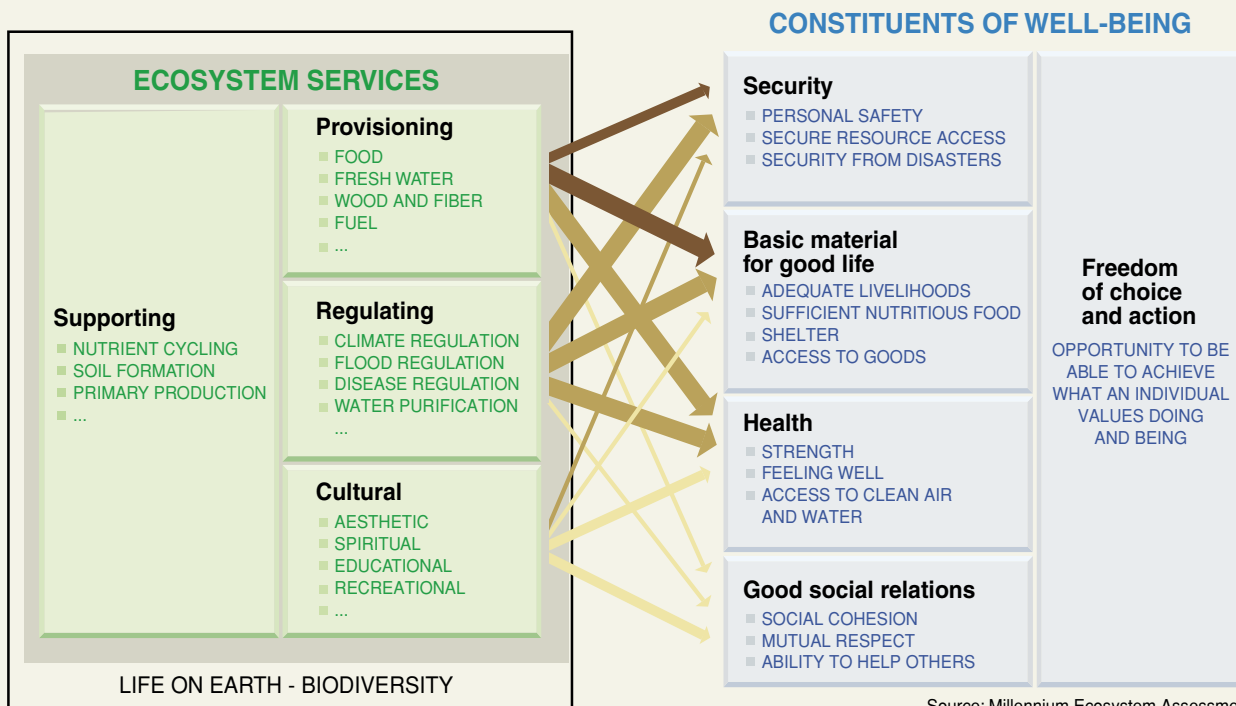 CONSTITUENTS OF WELL-BEING
ECOSYSTEM SERVICES
Supporting
NUTRIENT CYCLING
SOIL FORMATION
PRIMARY PRODUCTION
...
Provisioning
FOOD
FRESH WATER
WOOD AND FIBER
FUEL
...
Regulating
CLIMATE REGULATION
FLOOD REGULATION
DISEASE REGULATION
WATER PURIFICATION
...
Cultural
AESTHETIC
SPIRITUAL
EDUCATIONAL
RECREATIONAL
...
LIFE ON EARTH - BIODIVERSITY
Security
PERSONAL SAFETY
SECURE RESOURCE ACCESS
SECURITY FROM DISASTERS
Basic material
for good life
ADEQUATE LIVELIHOODS
SUFFICIENT NUTRITIOUS FOOD
SHELTER
ACCESS TO GOODS
Health
STRENGTH
FEELING WELL
ACCESS TO CLEAN AIR
AND WATER
Good social relations
SOCIAL COHESION
MUTUAL RESPECT
ABILITY TO HELP OTHERS
Freedom
of choice
and action
OPPORTUNITY TO BE
ABLE TO ACHIEVE
WHAT AN INDIVIDUAL
VALUES DOING
AND BEING
Source: Millennium Ecosystem